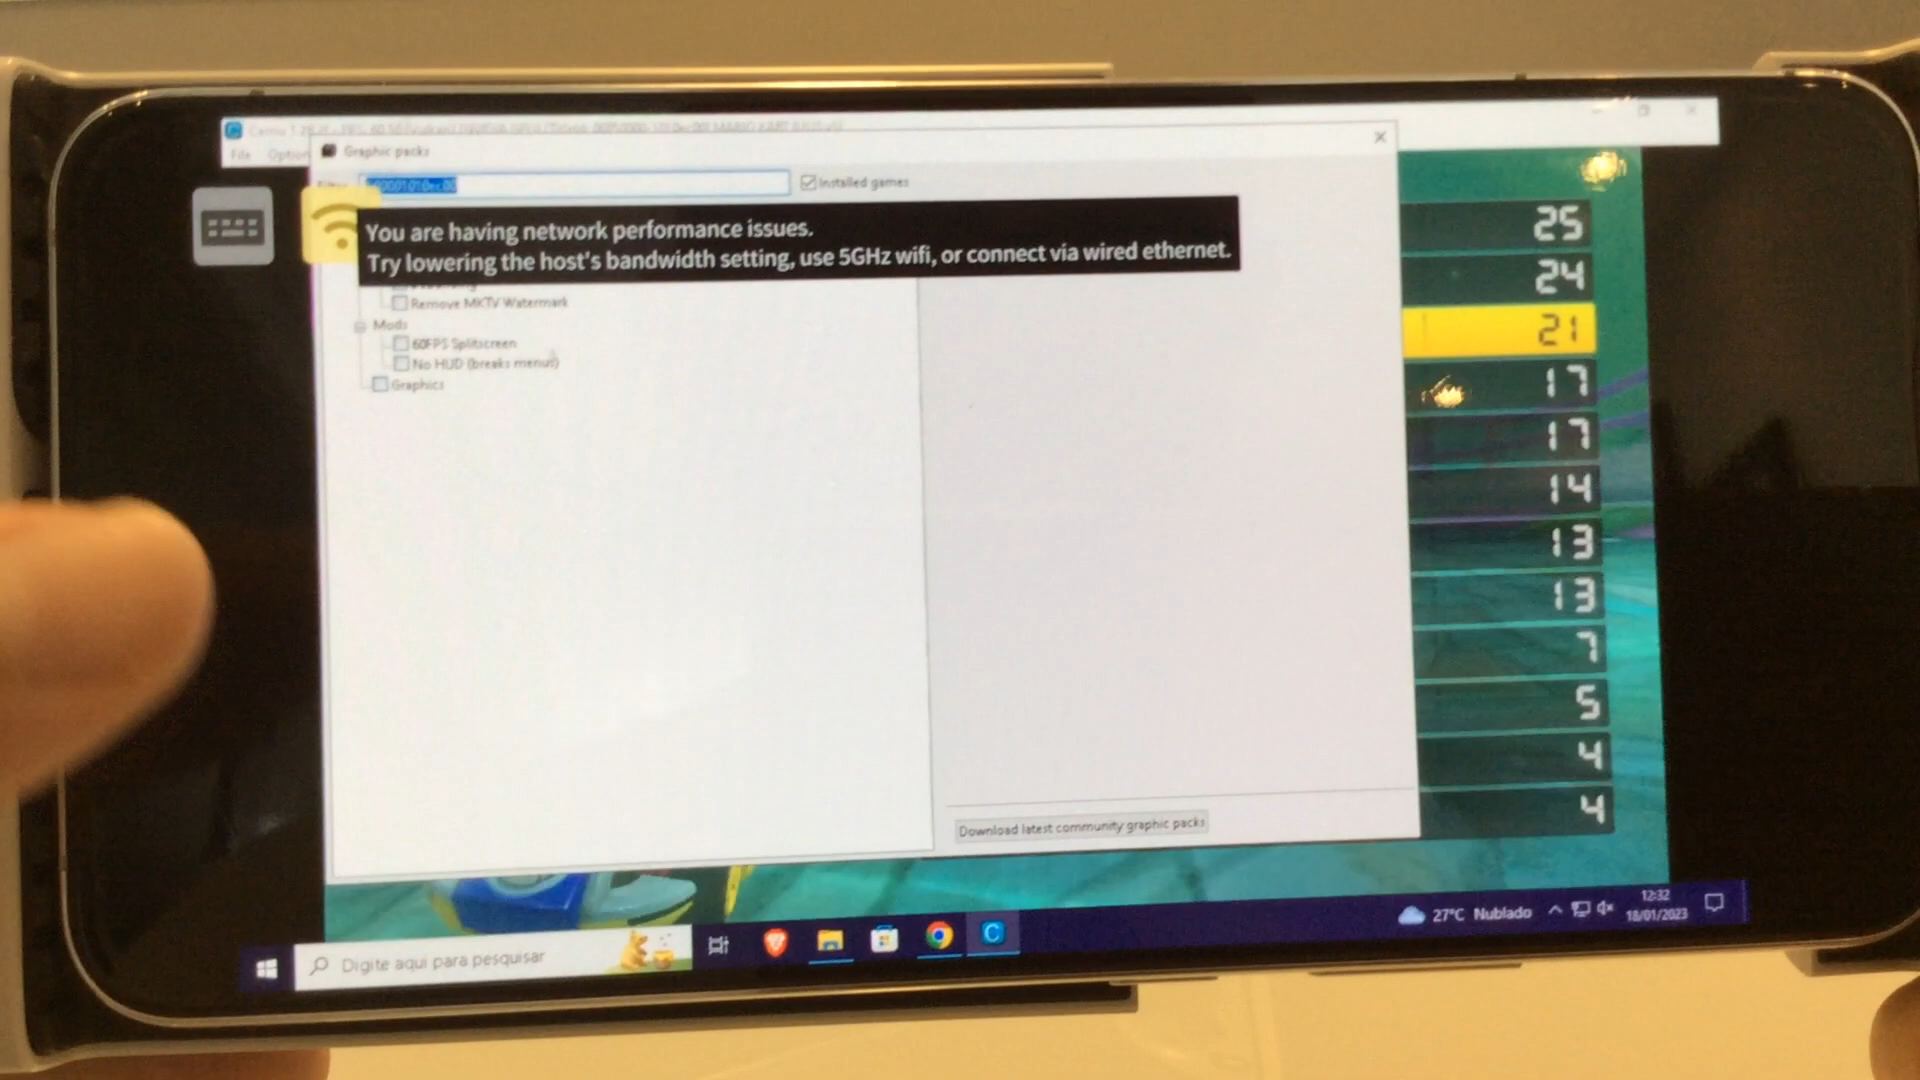 File Option
Graphic packs
Installed games
You are having network performance issues.
Try lowering the host's bandwidth setting, use 5GHz wifi, or connect via wired ethernet.
Remove MKTV Watermark
Mods
60FPS Splitscreen
No HUD (breaks menus)
Graphics
25
24
21
17
17
14
13
13
7
5
4
4
Download latest community graphic packs
Digite aqui para pesquisar
27°C Nublado
12:32
18/01/2023